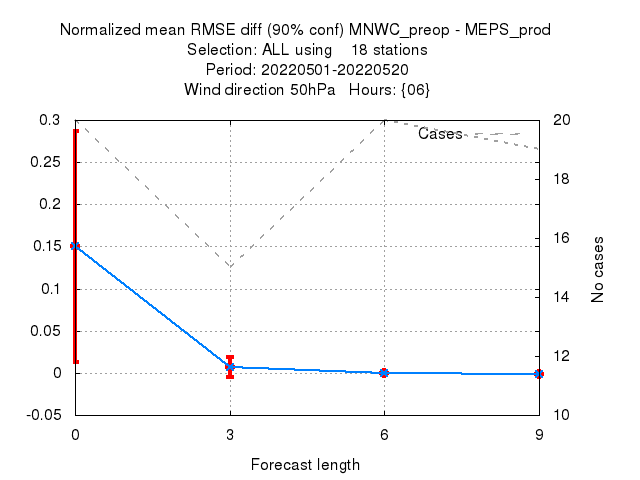 Normalized mean RMSE diff (90% conf) MNWC_preop - MEPS_prod
Selection: ALL using    18 stations
Period: 20220501-20220520
Wind direction 50hPa   Hours: {06}
Cases
0.3
0.25
0.2
0.15
0.1
0.05
0
-0.05
20
18
16
14
12
10
No cases
0 3 6 9
Forecast length